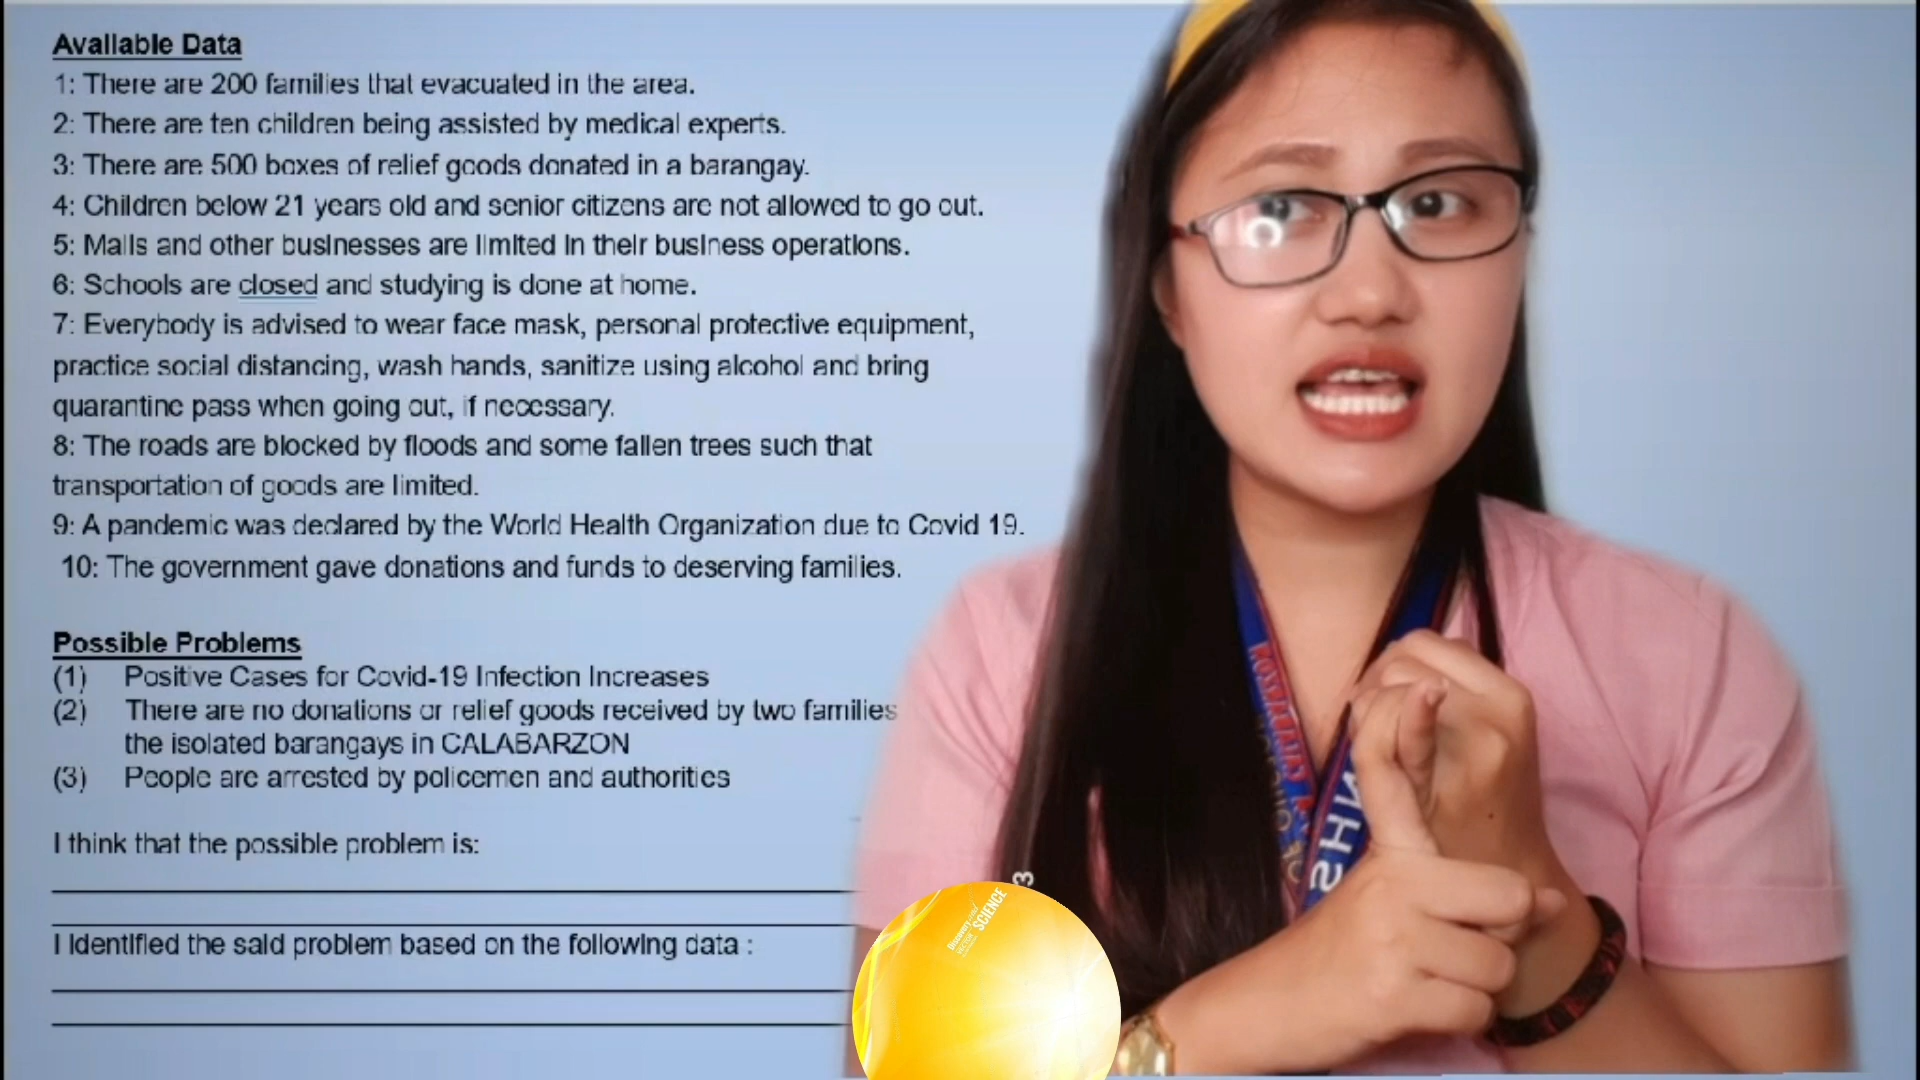 Available Data
1: There are 200 families that evacuated in the area.
2: There are ten children being assisted by medical experts.
3: There are 500 boxes of relief goods donated in a barangay.
4: Children below 21 years old and senior citizens are not allowed to go out.
5: Malls and other businesses are limited in their business operations.
6: Schools are closed and studying is done at home.
7: Everybody is advised to wear face mask, personal protective equipment,
practice social distancing, wash hands, sanitize using alcohol and bring
quarantine pass when going out, if necessary.
8: The roads are blocked by floods and some fallen trees such that
transportation of goods are limited.
9: A pandemic was declared by the World Health Organization due to Covid 19.
10: The government gave donations and funds to deserving families.
Possible Problems
(1) Positive Cases for Covid-19 Infection Increases
(2) There are no donations or relief goods received by two families
the isolated barangays in CALABARZON
(3) People are arrested by policemen and authorities
I think that the possible problem is:
I identified the said problem based on the following data :
3
SCIENCE